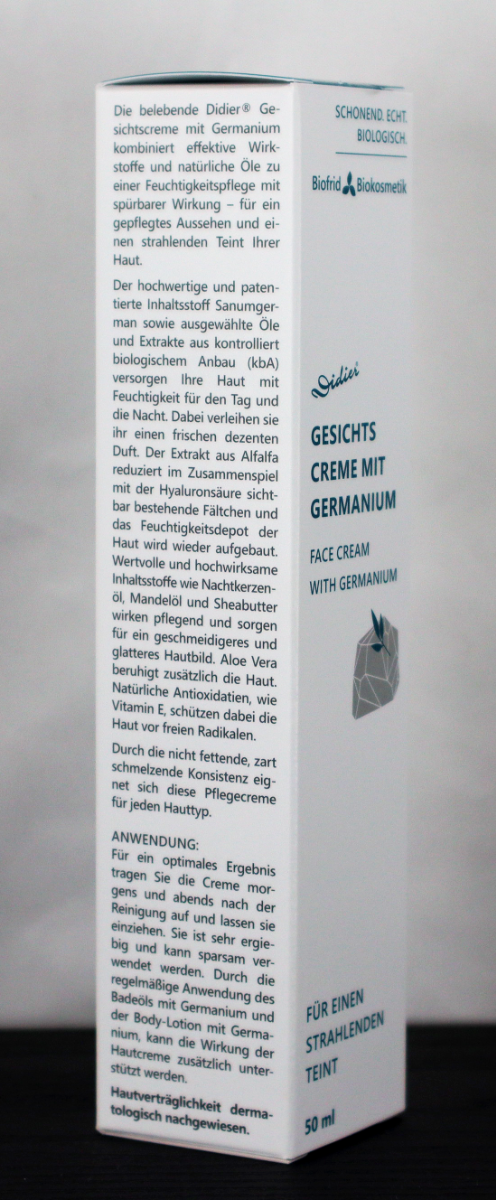 Die belebende Didier® Ge-
sichtscreme mit Germanium
kombiniert effektive Wirk-
stoffe und natürliche Öle zu
einer Feuchtigkeitspflege mit
spürbarer Wirkung – für ein
gepflegtes Aussehen und ei-
nen strahlenden Teint Ihrer
Haut.
Der hochwertige und paten-
tierte Inhaltsstoff Sanumger-
man sowie ausgewählte Öle
und Extrakte aus kontrolliert
biologischem Anbau (kbA)
versorgen Ihre Haut mit
Feuchtigkeit für den Tag und
die Nacht. Dabei verleihen sie
ihr einen frischen dezenten
Duft. Der Extrakt aus Alfalfa
reduziert im Zusammenspiel
mit der Hyaluronsäure sicht-
bar bestehende Fältchen und
das Feuchtigkeitsdepot der
Haut wird wieder aufgebaut.
Wertvolle und hochwirksame
Inhaltsstoffe wie Nachtkerzen-
öl, Mandelöl und Sheabutter
wirken pflegend und sorgen
für ein geschmeidigeres und
glatteres Hautbild. Aloe Vera
beruhigt zusätzlich die Haut.
Natürliche Antioxidatien, wie
Vitamin E, schützen dabei die
Haut vor freien Radikalen.
Durch die nicht fettende, zart
schmelzende Konsistenz eig-
net sich diese Pflegecreme
für jeden Hauttyp.
ANWENDUNG:
Für ein optimales Ergebnis
tragen Sie die Creme mor-
gens und abends nach der
Reinigung auf und lassen sie
einziehen. Sie ist sehr ergie-
big und kann sparsam ver-
wendet werden. Durch die
regelmäßige Anwendung des
Badeöls mit Germanium und
der Body-Lotion mit Germa-
nium, kann die Wirkung der
Hautcreme zusätzlich unter-
stützt werden.
Hautverträglichkeit derma-
tologisch nachgewiesen.
SCHONEND. ECHT.
BIOLOGISCH.
Biofrid Biokosmetik
Didier®
GESICHTS
CREME MIT
GERMANIUM
FACE CREAM
WITH GERMANIUM
FÜR EINEN
STRAHLENDEN
TEINT
50 ml